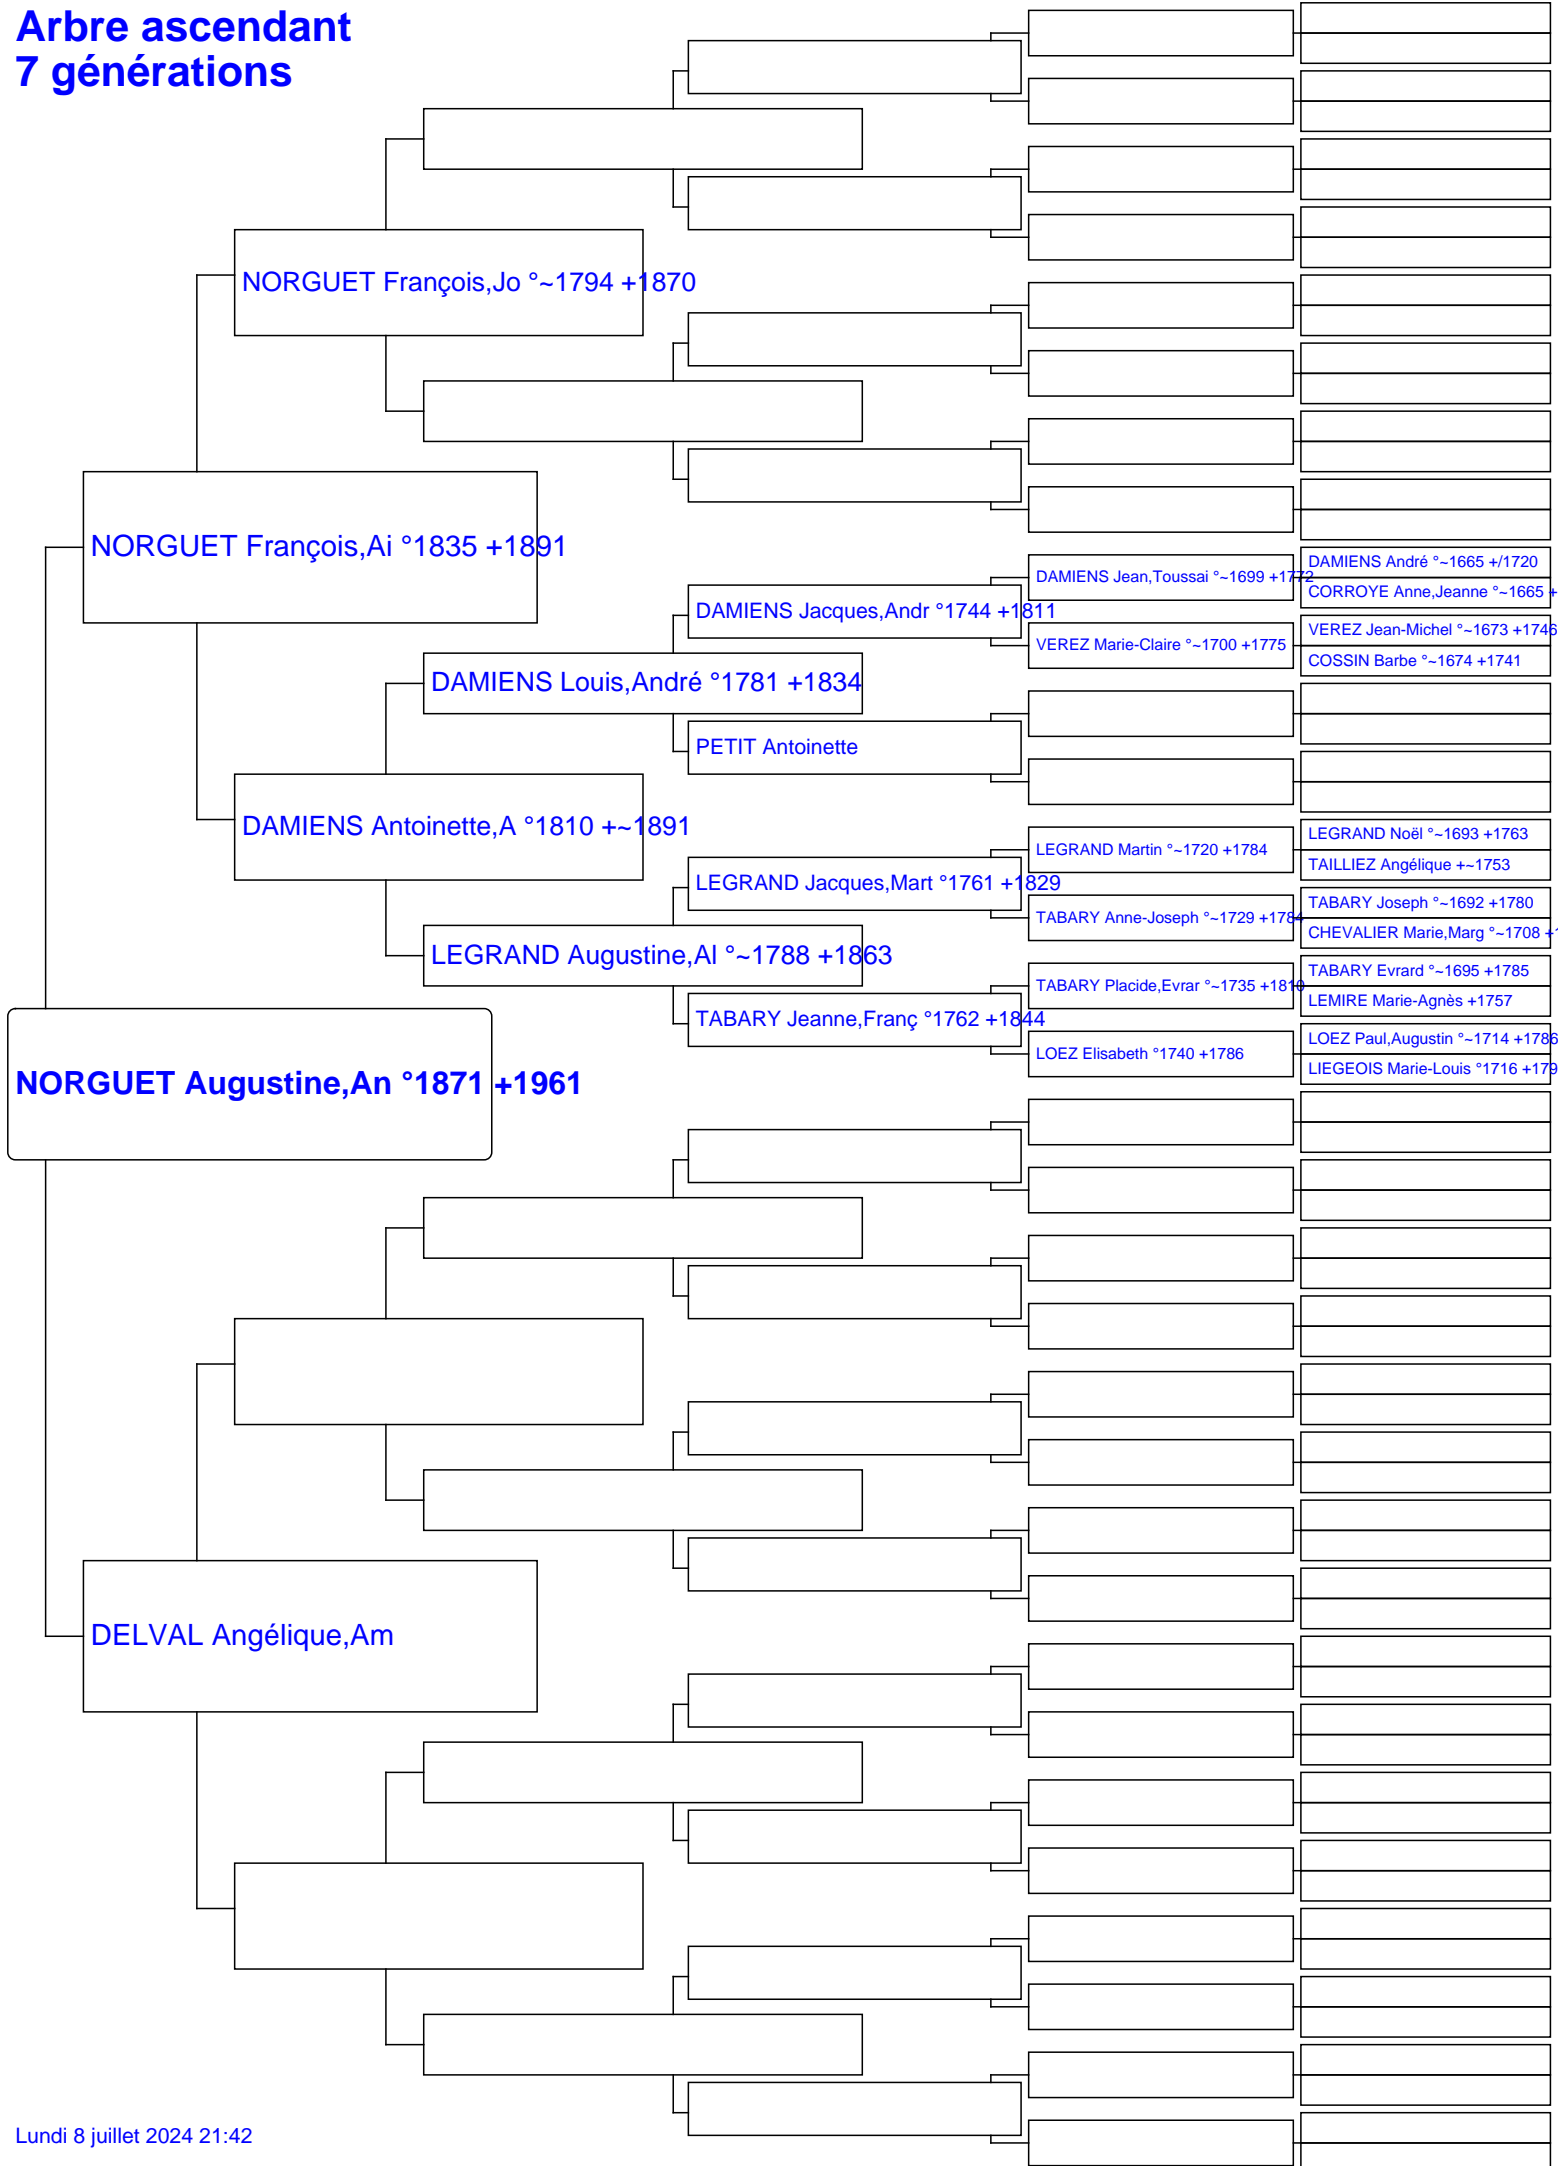 Arbre ascendant
7 générations
NORGUET François,Jo °~1794 +1870
NORGUET François,Ai °1835 +1891
DAMIENS André °~1665 +/1720
DAMIENS Jean,Toussai °~1699 +1772
CORROYE Anne,Jeanne °~1665 +
DAMIENS Jacques,Andr °1744 +1811
VEREZ Jean-Michel °~1673 +1746
VEREZ Marie-Claire °~1700 +1775
COSSIN Barbe °~1674 +1741
DAMIENS Louis,André °1781 +1834
PETIT Antoinette
DAMIENS Antoinette,A °1810 +~1891
LEGRAND Noël °~1693 +1763
LEGRAND Martin °~1720 +1784
TAILLIEZ Angélique +~1753
LEGRAND Jacques,Mart °1761 +1829
TABARY Joseph °~1692 +1780
TABARY Anne-Joseph °~1729 +1784
CHEVALIER Marie,Marg °~1708 +1
LEGRAND Augustine,Al °~1788 +1863
TABARY Evrard °~1695 +1785
TABARY Placide,Evrar °~1735 +1810
LEMIRE Marie-Agnès +1757
TABARY Jeanne,Franç °1762 +1844
LOEZ Paul,Augustin °~1714 +1786
LOEZ Elisabeth °1740 +1786
LIEGEOIS Marie-Louis °1716 +179
NORGUET Augustine,An °1871 +1961
DELVAL Angélique,Am
Lundi 8 juillet 2024 21:42